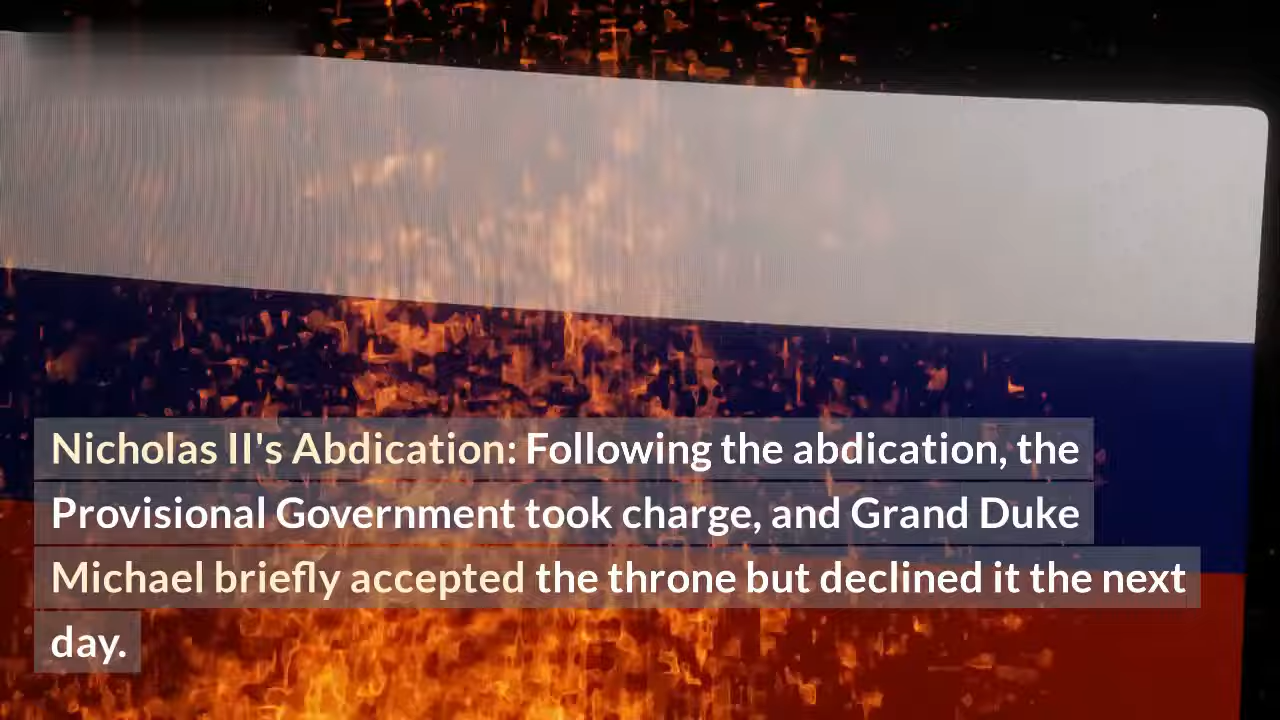 Nicholas II's Abdication: Following the abdication, the
Provisional Government took charge, and Grand Duke
Michael briefly accepted the throne but declined it the next
day.